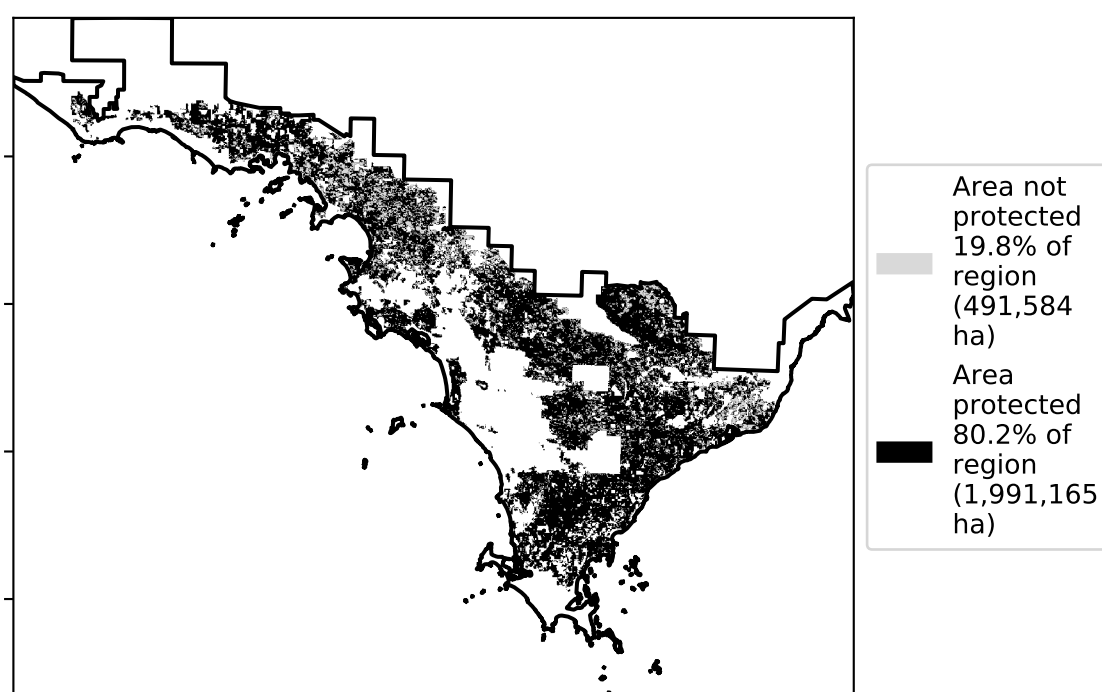 Area not
protected
19.8% of
region
(491,584
ha)
Area
protected
80.2% of
region
(1,991,165
ha)